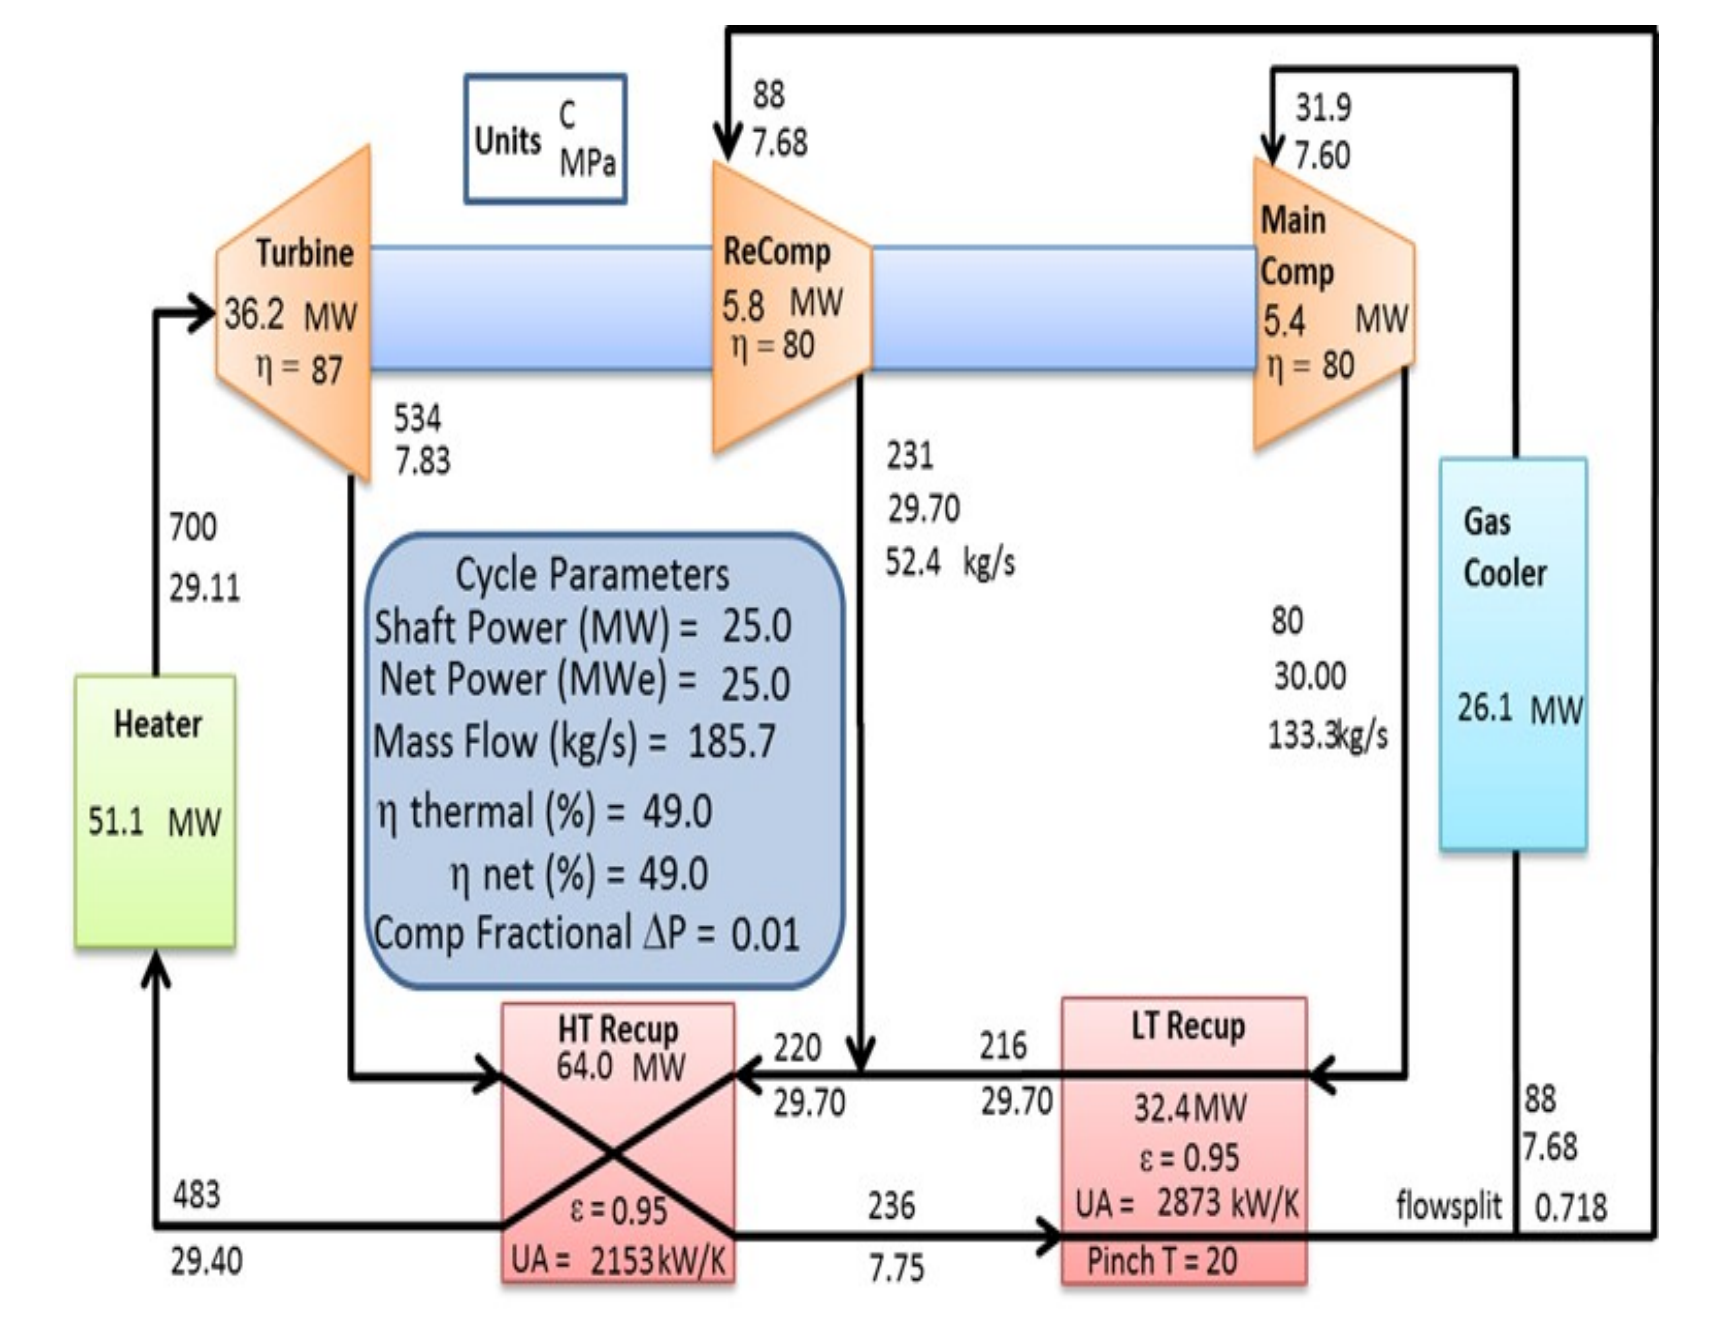 Units C
MPa
88
7.68
31.9
7.60
Turbine
36.2 MW
η = 87
ReComp
5.8 MW
η = 80
Main
Comp
5.4 MW
η = 80
534
7.83
231
29.70
52.4 kg/s
700
29.11
Cycle Parameters
Shaft Power (MW) = 25.0
Net Power (MWe) = 25.0
Mass Flow (kg/s) = 185.7
η thermal (%) = 49.0
η net (%) = 49.0
Comp Fractional ΔP = 0.01
80
30.00
133.3kg/s
Gas
Cooler
26.1 MW
Heater
51.1 MW
HT Recup
64.0 MW
ε = 0.95
UA = 2153 kW/K
220
29.70
216
29.70
LT Recup
32.4 MW
ε = 0.95
UA = 2873 kW/K
Pinch T = 20
88
7.68
flowsplit 0.718
483
29.40
236
7.75